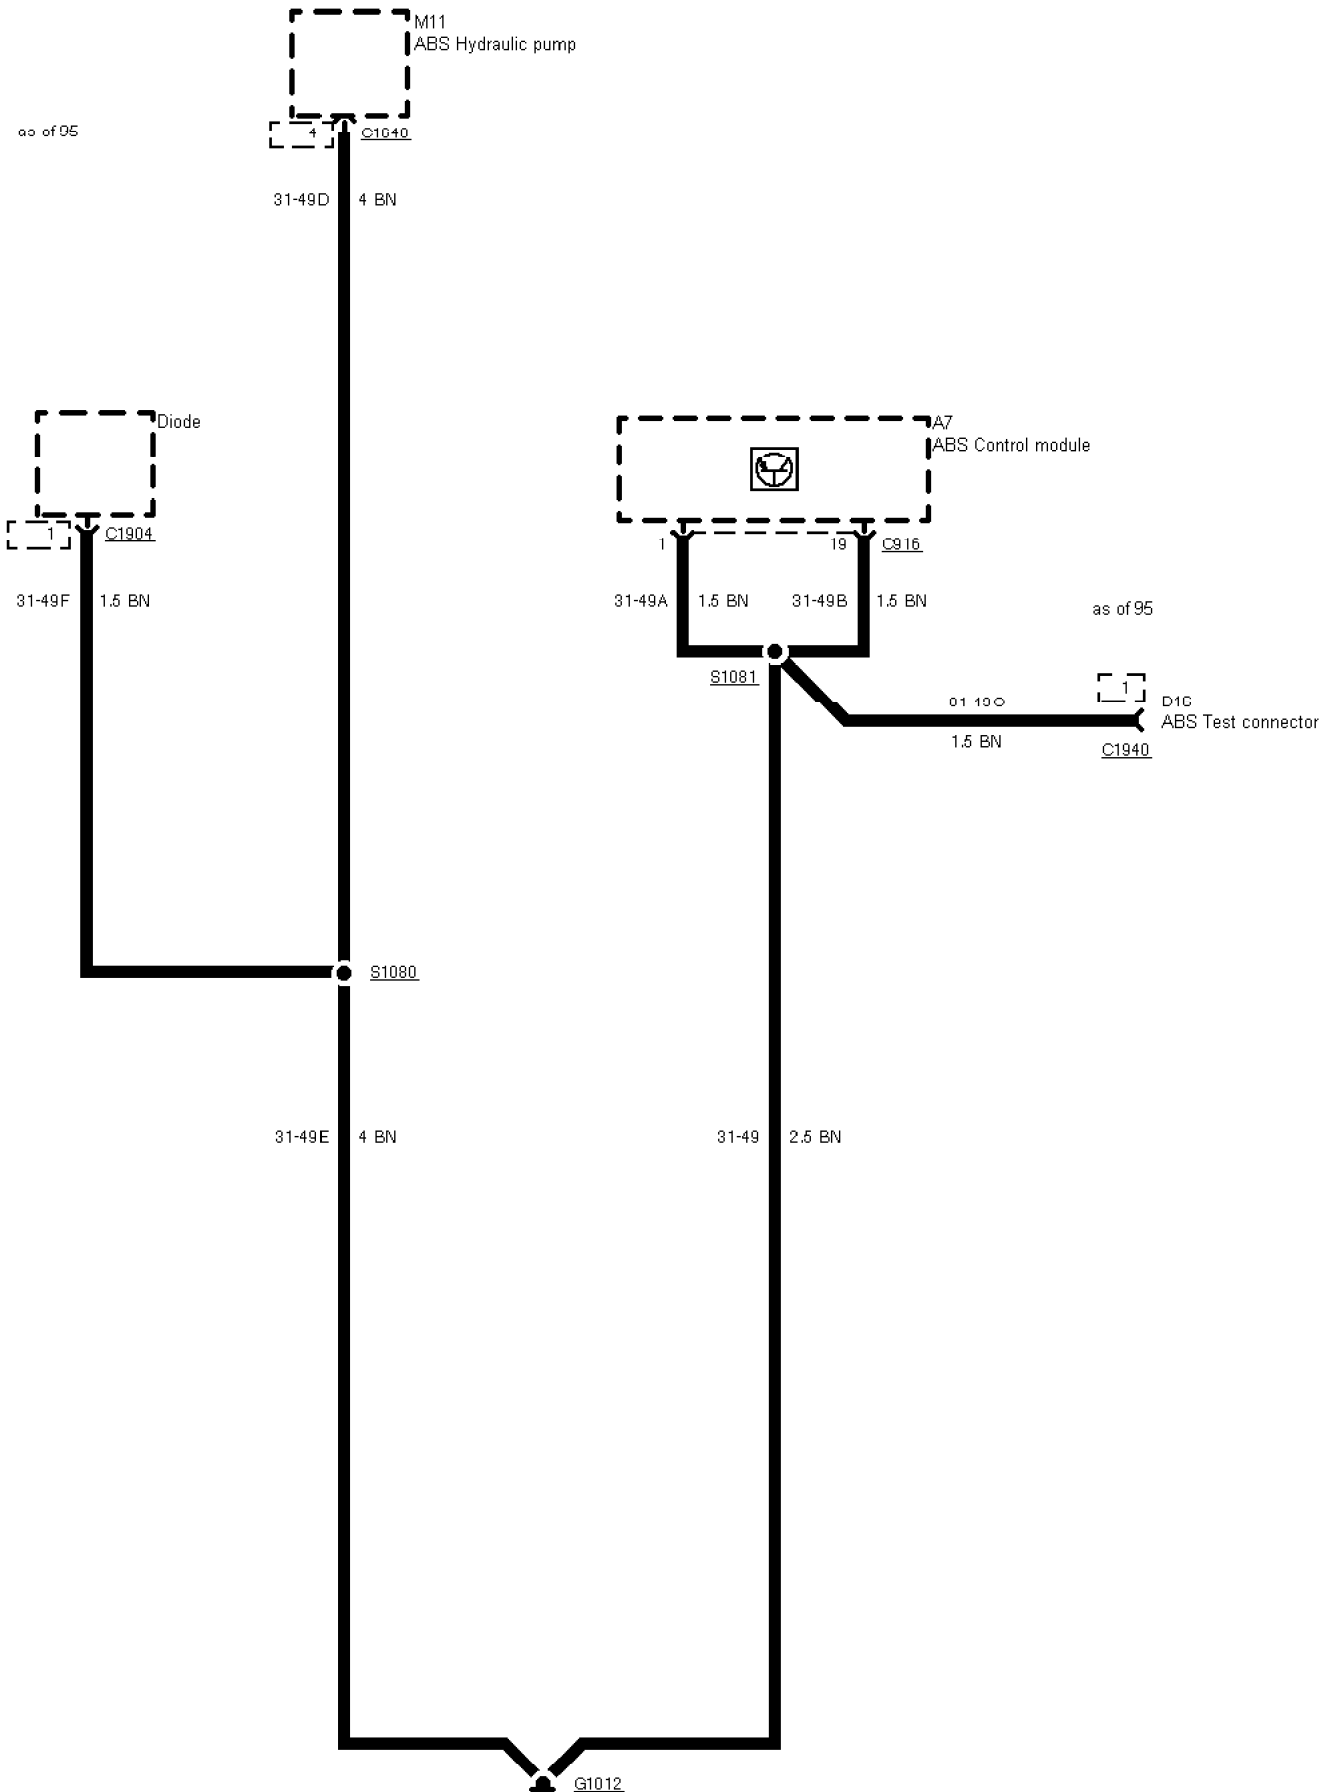 M11
ABS Hydraulic pump
as of 95
4
31-49D 4 BN
Diode
A7
ABS Control module
1 C1904
1 19 C916
31-49F 1.5 BN
31-49A 1.5 BN
31-49B 1.5 BN
as of 95
S1081
1
ABS Test connector
1.5 BN
C1940
S1080
31-49E 4 BN
31-49 2.5 BN
G1012